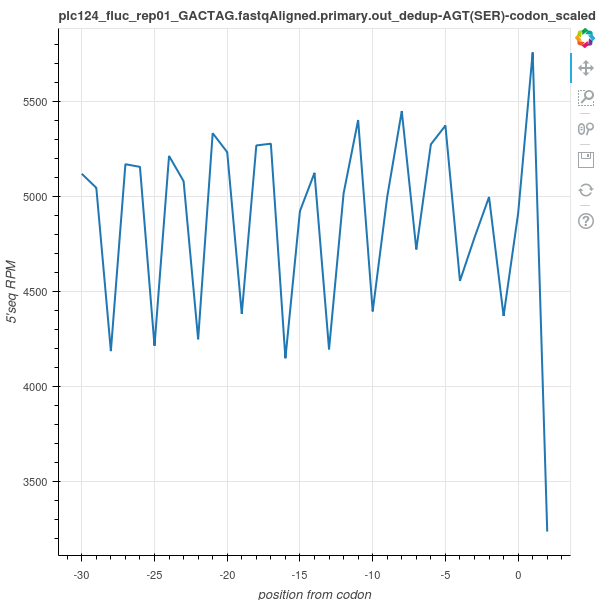 plc124_fluc_rep01_GACTAG.fastqAligned.primary.out_dedup-AGT(SER)-codon_scaled
5500
5000
4500
4000
3500
5'seq RPM
-30 -25 -20 -15 -10 -5 0
position from codon